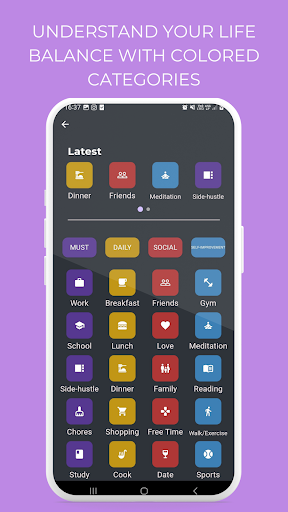 UNDERSTAND YOUR LIFE
BALANCE WITH COLORED
CATEGORIES
16:37
Latest
Dinner Friends Meditation Side-hustle
MUST DAILY SOCIAL SELF-IMPROVEMENT
Work Breakfast Friends Gym
School Lunch Love Meditation
Side-hustle Dinner Family Reading
Chores Shopping Free Time Walk/Exercise
Study Cook Date Sports